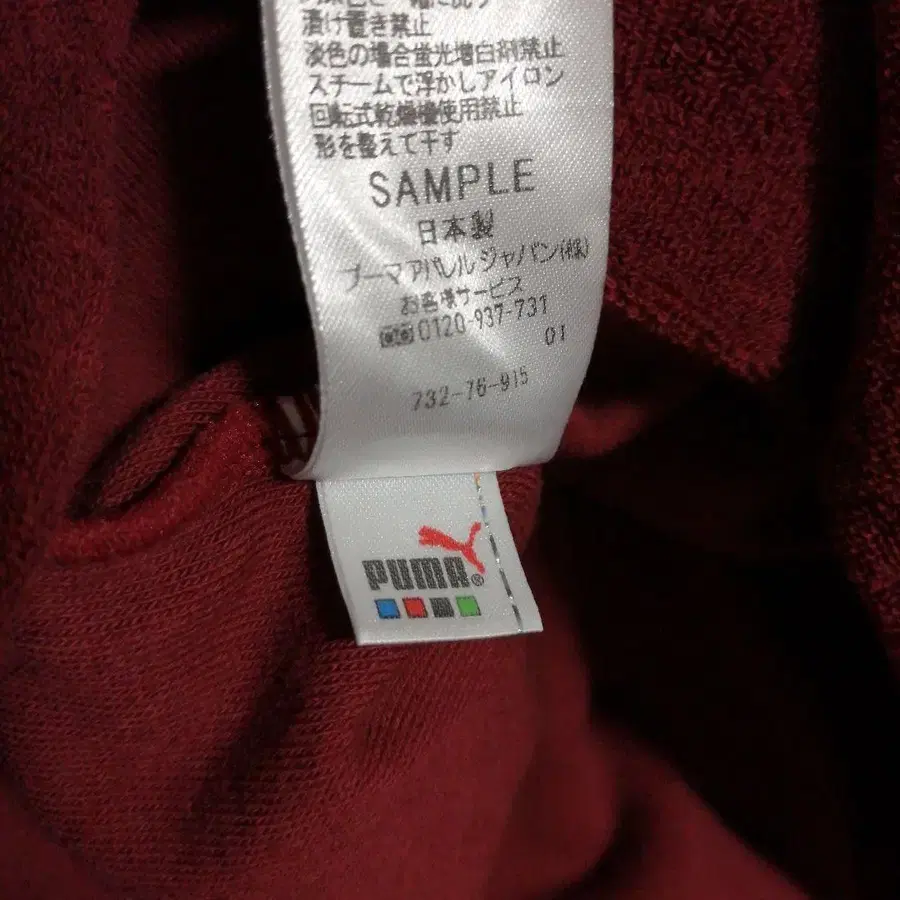 漬け置き禁止
淡色の場合蛍光増白剤禁止
スチームで浮かしアイロン
回転式乾燥機使用禁止
形を整えて干す
SAMPLE
日本製
プーマアパレルジャパン(株)
お客様サービス
0120-937-731
01
732-76-915
PUMA®